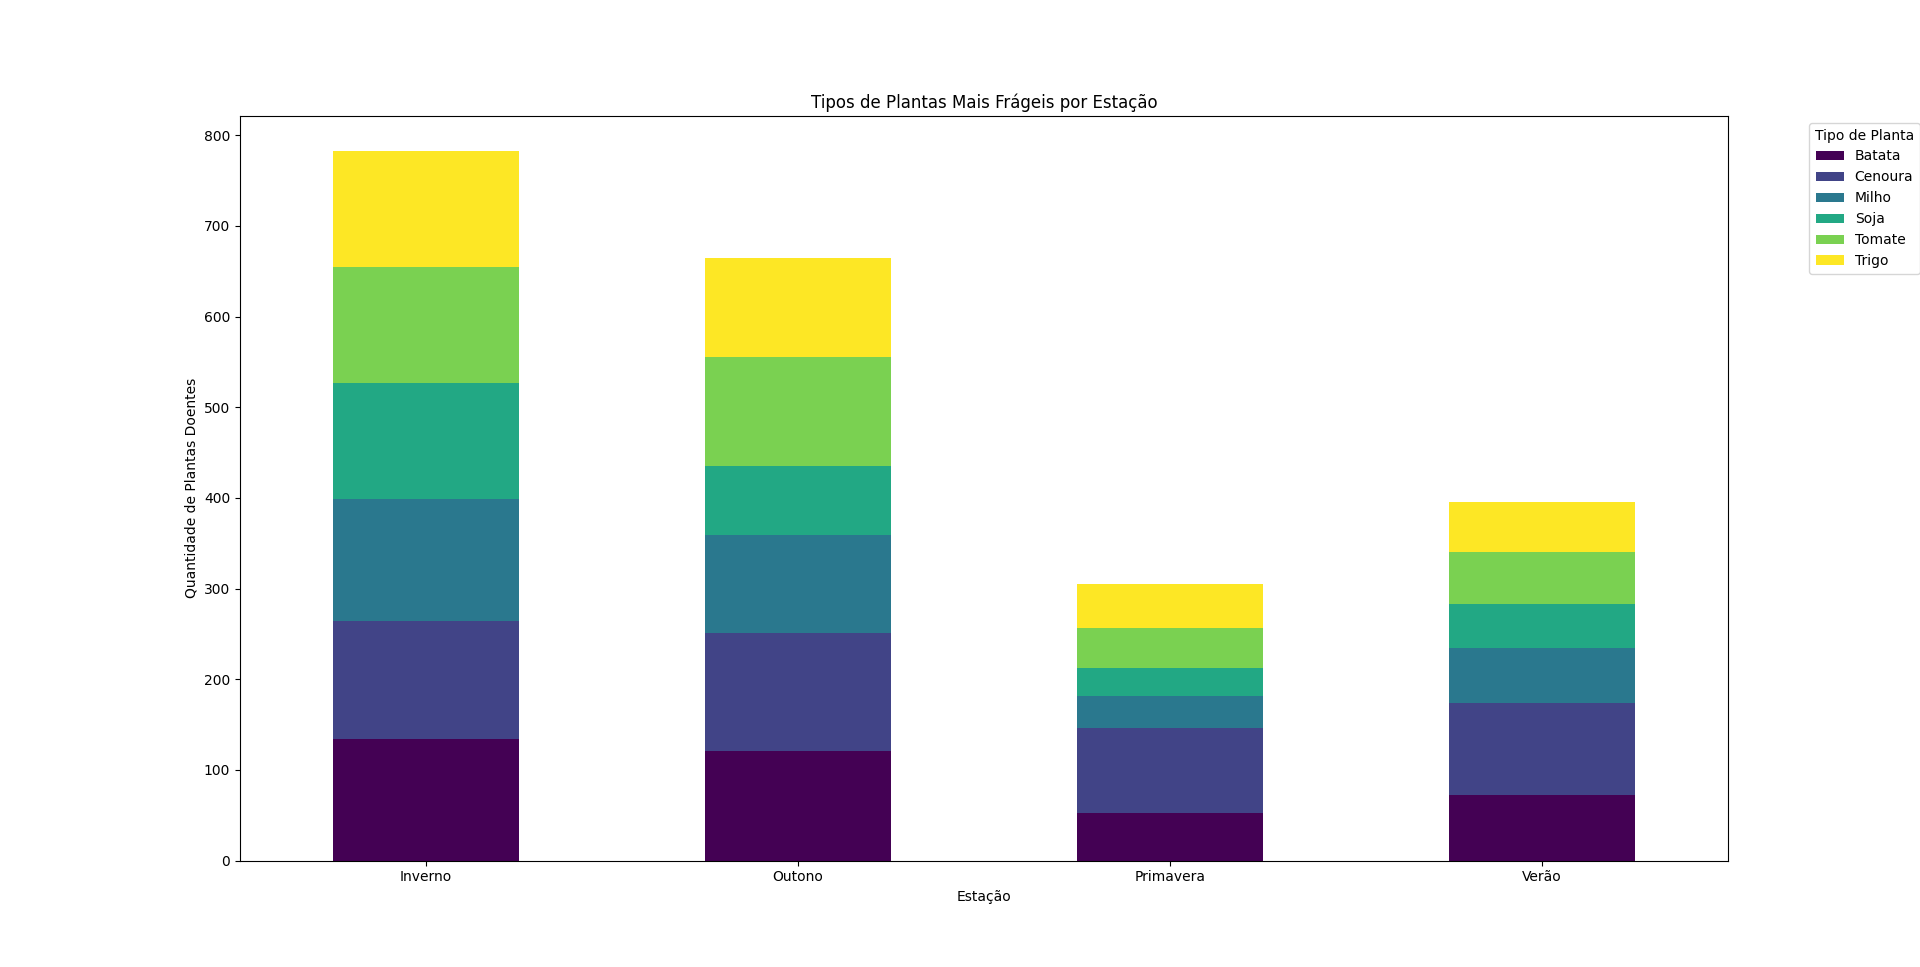 Tipos de Plantas Mais Frágeis por Estação
Tipo de Planta
Batata
Cenoura
Milho
Soja
Tomate
Trigo
Quantidade de Plantas Doentes
800
700
600
500
400
300
200
100
0
Inverno Outono Primavera Verão
Estação